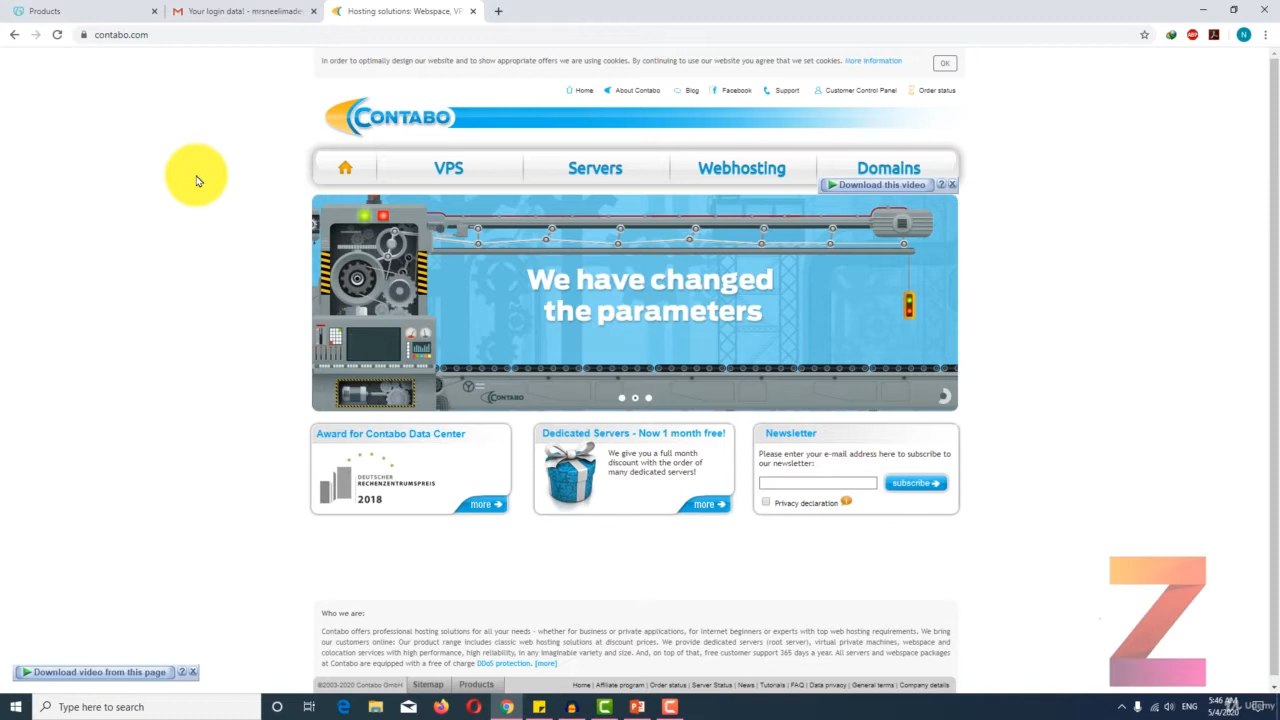 Products
Your login data! - mrsneelimade
Hosting solutions: Webspace, VP
contabo.com
ABP
N
In order to optimally design our website and to show appropriate offers we are using cookies. By continuing to use our website you agree that we set cookies. More information
OK
Home About Contabo Blog Facebook Support Customer Control Panel Order status
CONTABO
VPS Servers Webhosting Domains
Download this video ? X
We have changed
the parameters
CONTABO
Award for Contabo Data Center
DEUTSCHER
RECHENZENTRUMSPREIS
2018
more
Dedicated Servers - Now 1 month free!
We give you a full month
discount with the order of
many dedicated servers!
more
Newsletter
Please enter your e-mail address here to subscribe to
our newsletter:
subscribe
Privacy declaration
Who we are:
Contabo offers professional hosting solutions for all your needs - whether for business or private applications, for Internet beginners or experts with top web hosting requirements. We bring
our customers online: Our product range includes classic web hosting solutions at discount prices. We provide dedicated servers (root server), virtual private machines, webspace and
colocation services with high performance, high reliability, in any imaginable variety and size. And, on top of that, free customer support 365 days a year. All servers and webspace packages
at Contabo are equipped with a free of charge DDoS protection. [more]
Download video from this page ? X
©2003-2020 Contabo GmbH Sitemap Products Home | Affiliate program | Order status | Server Status | News | Tutorials | FAQ | Data privacy | General terms | Company details
Type here to search
5:46 AM
5/4/2020
Udemy
Z